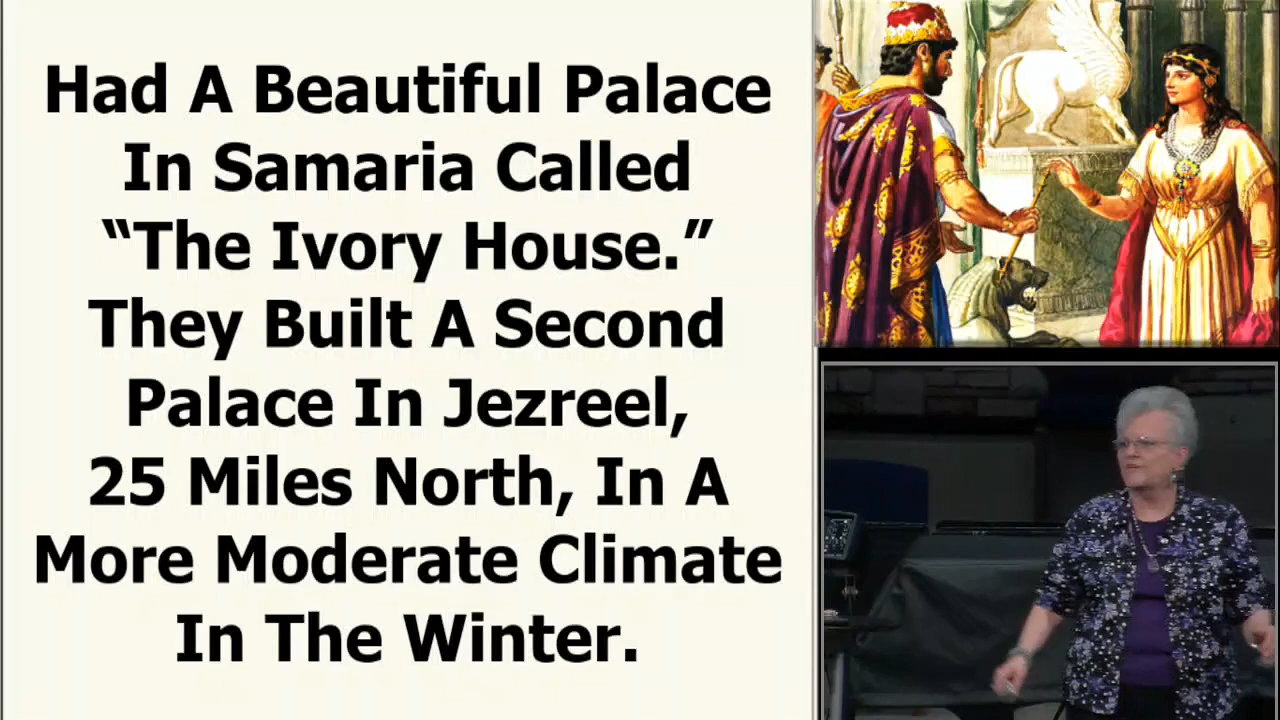 Had A Beautiful Palace
In Samaria Called
“The Ivory House.”
They Built A Second
Palace In Jezreel,
25 Miles North, In A
More Moderate Climate
In The Winter.